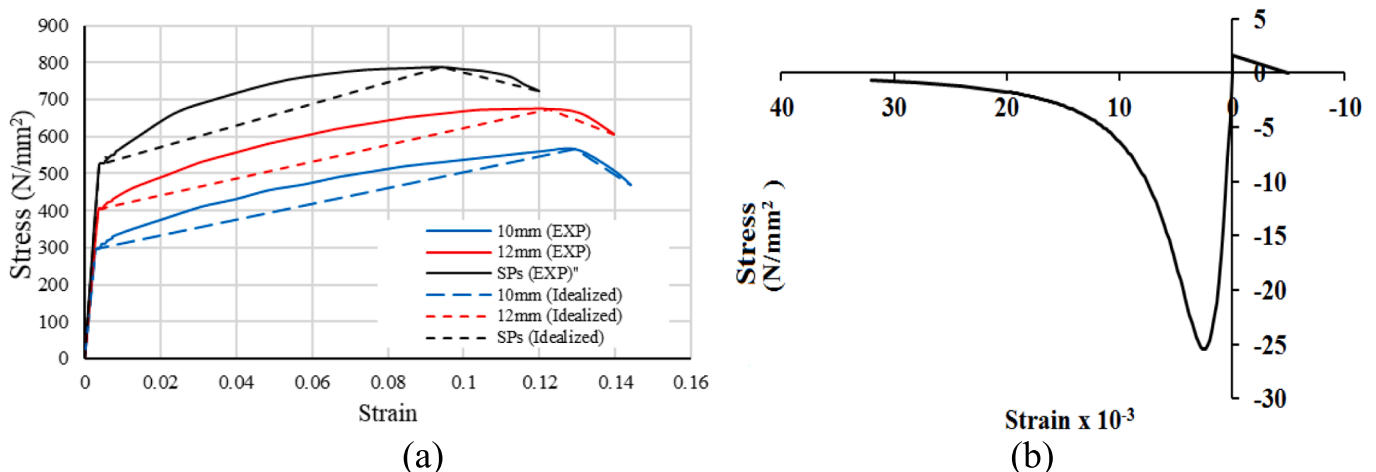 900
800
700
600
500
400
300
200
100
0
Stress (N/mm²)
0 0.02 0.04 0.06 0.08 0.1 0.12 0.14 0.16
Strain
10mm (EXP)
12mm (EXP)
SPs (EXP)"
10mm (Idealized)
12mm (Idealized)
SPs (Idealized)
(a)
5
0
-5
-10
-15
-20
-25
-30
40 30 20 10 0 -10
Stress
(N/mm² )
Strain x 10⁻³
(b)